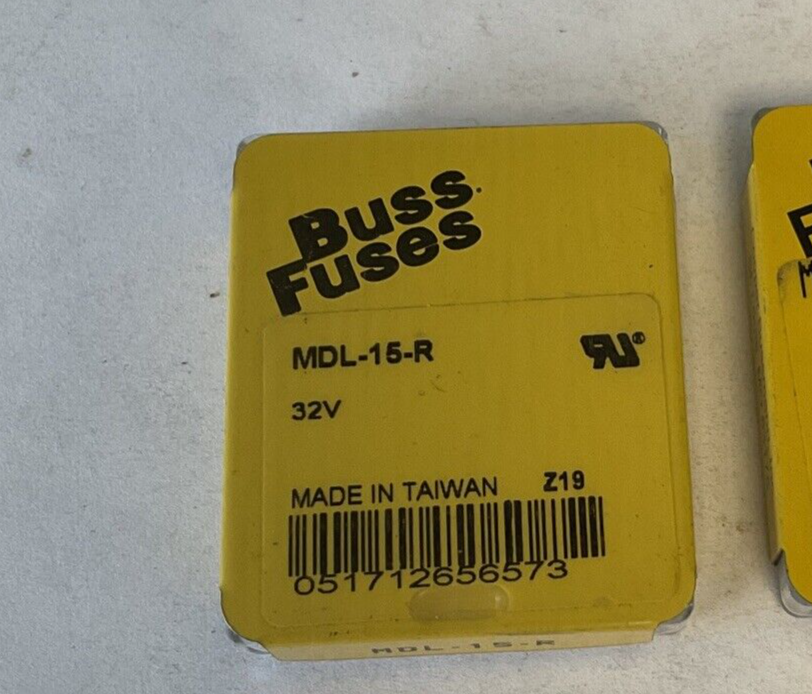 Buss.
Fuses
MDL-15-R
32V
MADE IN TAIWAN Z19
051712656573
MDL-15-R